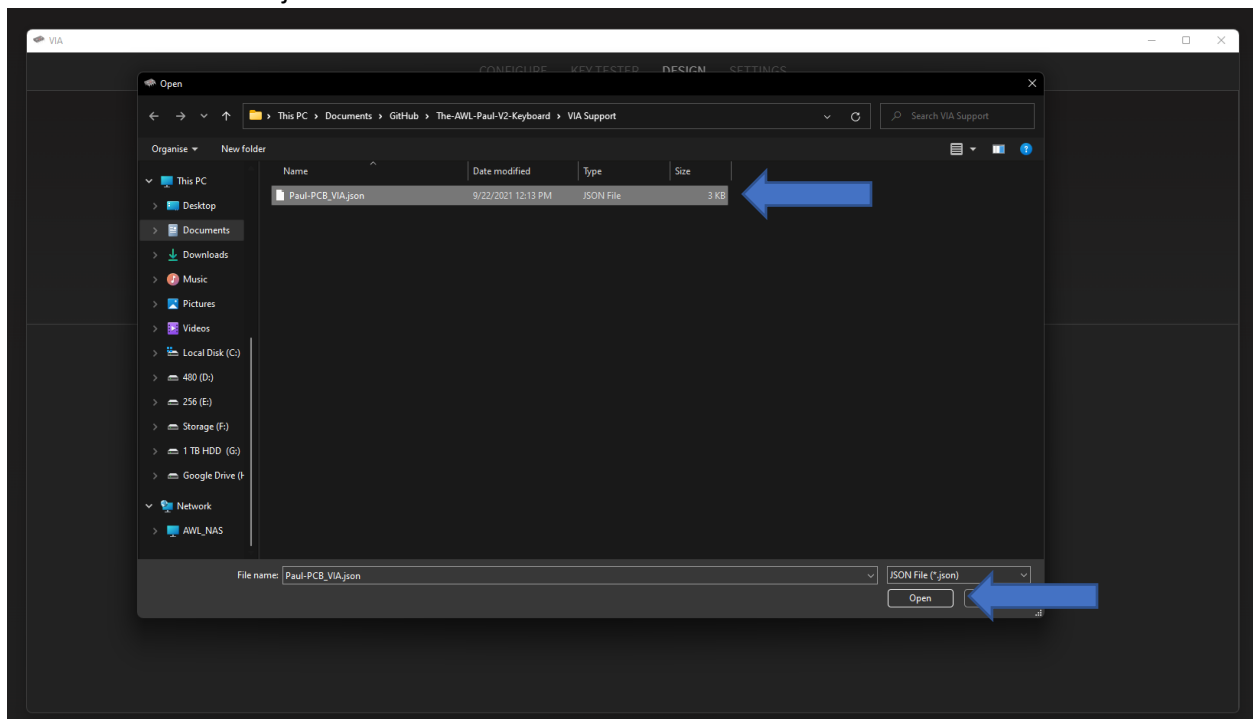 VIA
CONFIGURE KEY TESTER DESIGN SETTINGS
Open
This PC › Documents › GitHub › The-AWL-Paul-V2-Keyboard › VIA Support
Search VIA Support
Organise New folder
Name Date modified Type Size
Paul-PCB_VIA.json 9/22/2021 12:13 PM JSON File 3 KB
This PC
Desktop
Documents
Downloads
Music
Pictures
Videos
Local Disk (C:)
480 (D:)
256 (E:)
Storage (F:)
1 TB HDD (G:)
Google Drive (H
Network
AWL_NAS
File name: Paul-PCB_VIA.json JSON File (*.json)
Open